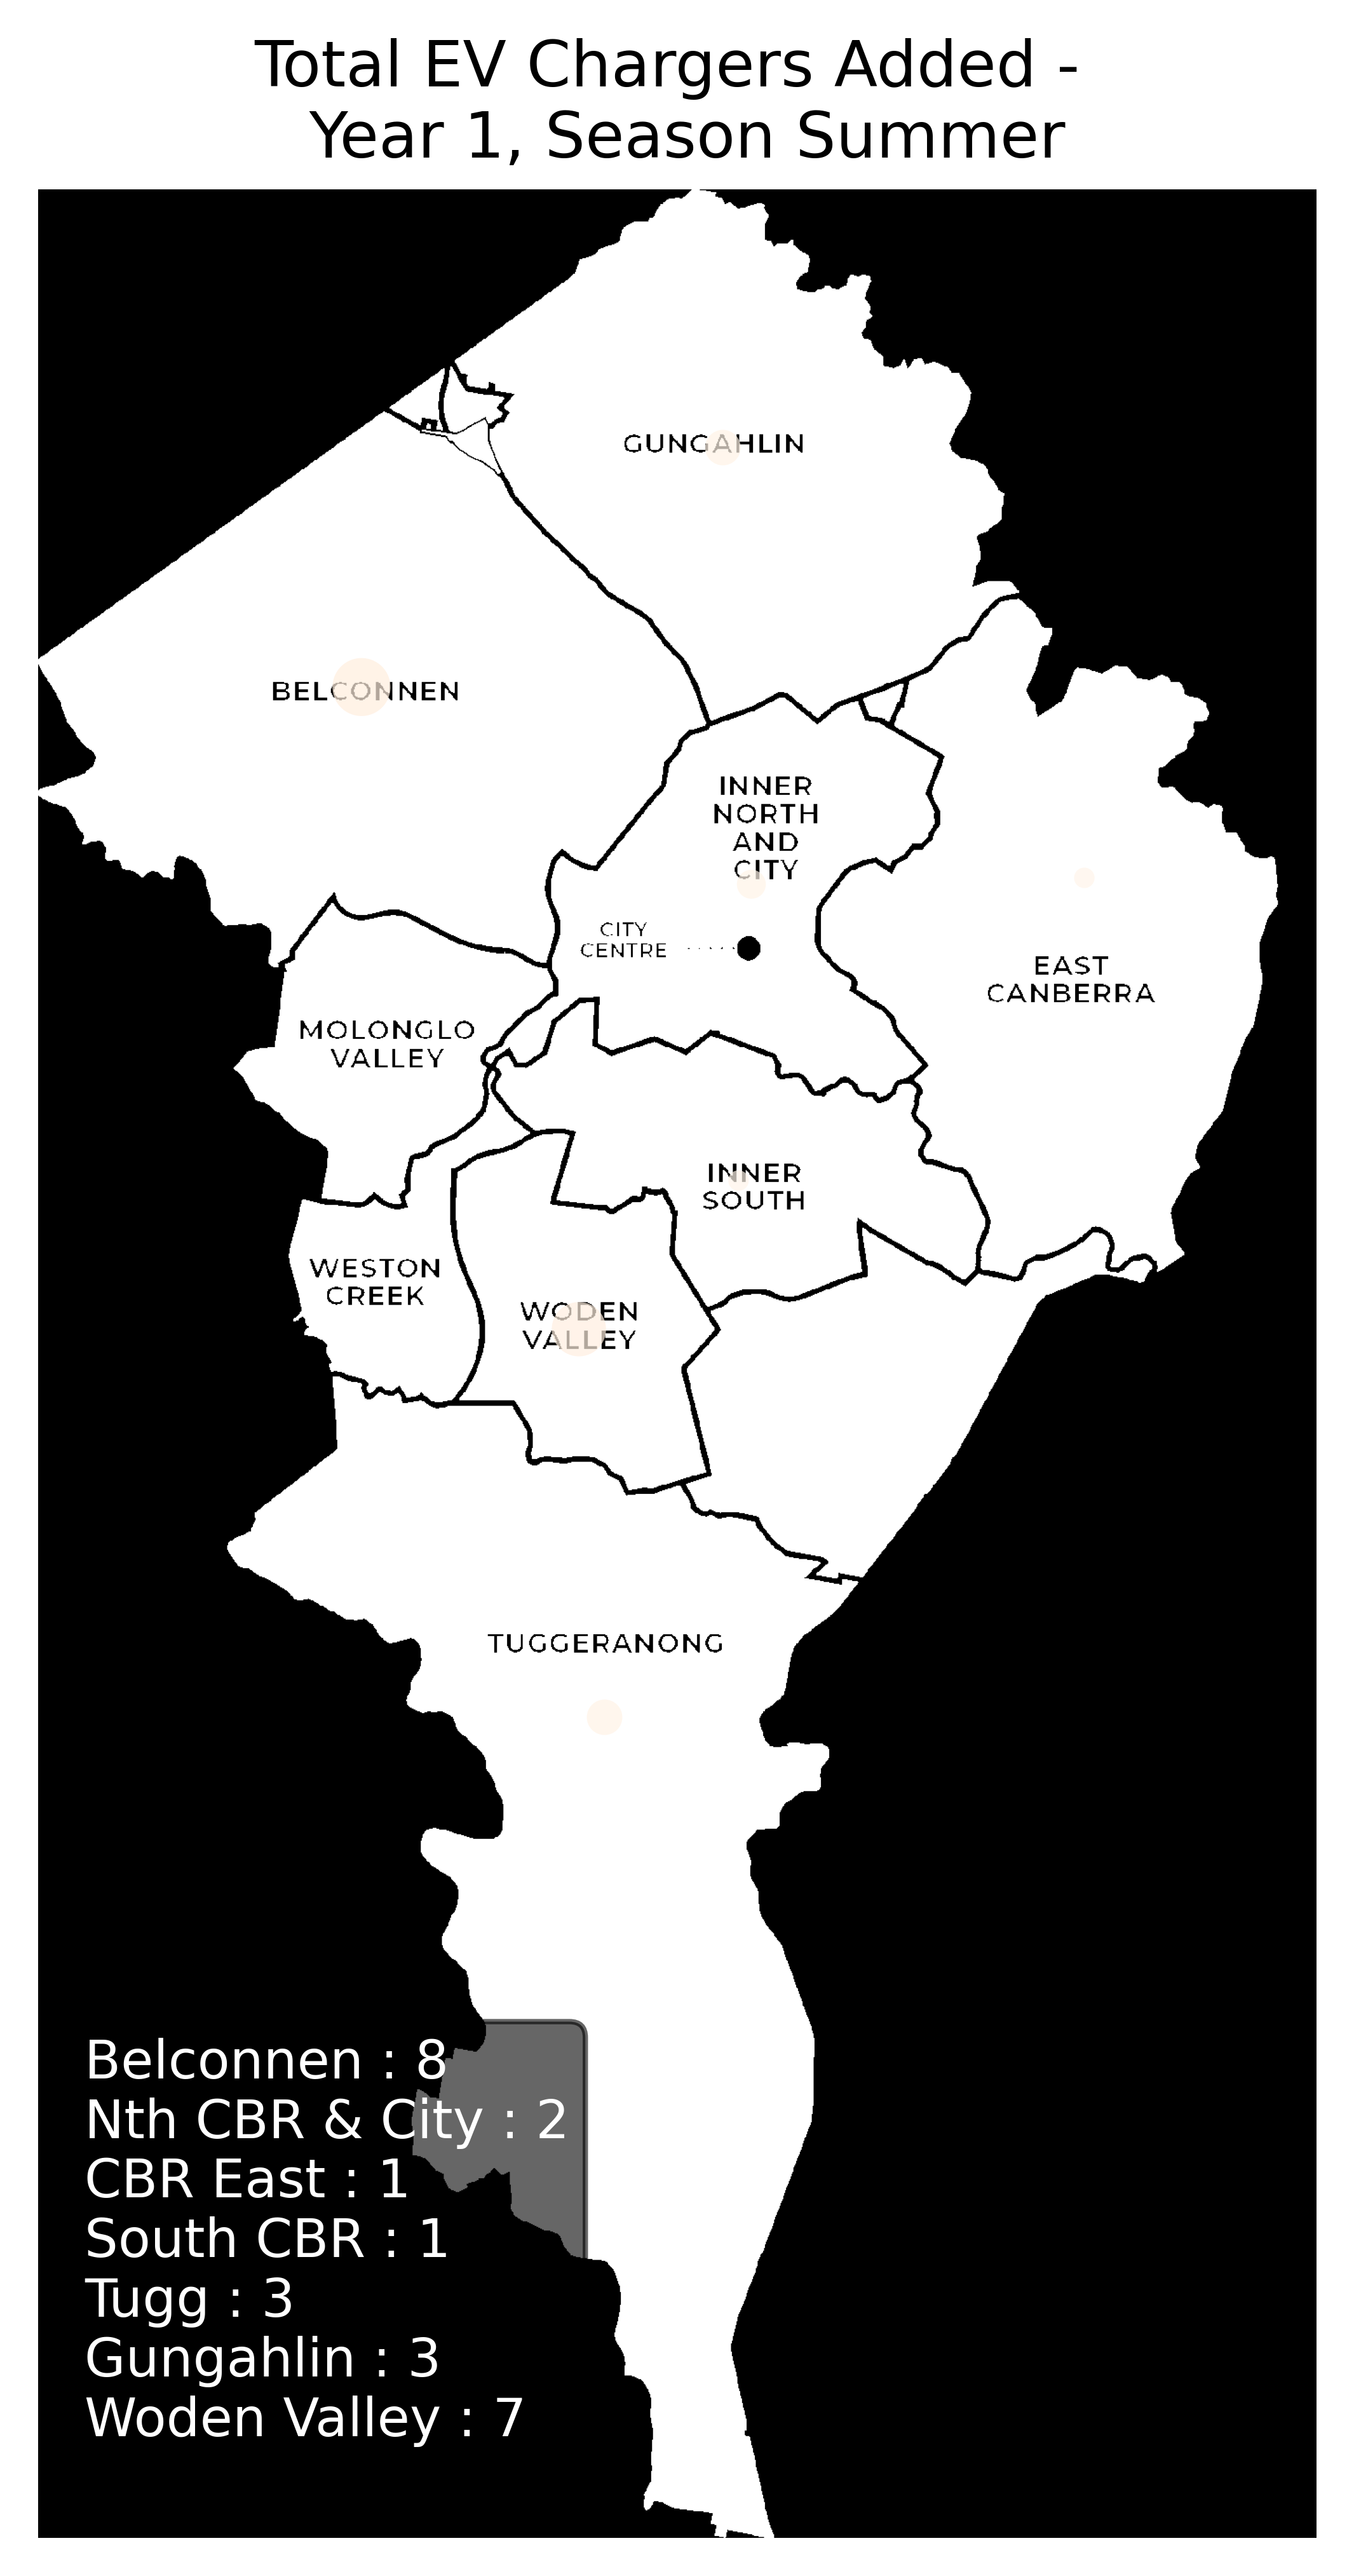 Total EV Chargers Added -
Year 1, Season Summer
GUNGAHLIN
BELCONNEN
INNER
NORTH
AND
CITY
CITY
CENTRE
EAST
CANBERRA
MOLONGLO
VALLEY
INNER
SOUTH
WESTON
CREEK
WODEN
VALLEY
TUGGERANONG
Belconnen : 8
Nth CBR & City : 2
CBR East : 1
South CBR : 1
Tugg : 3
Gungahlin : 3
Woden Valley : 7